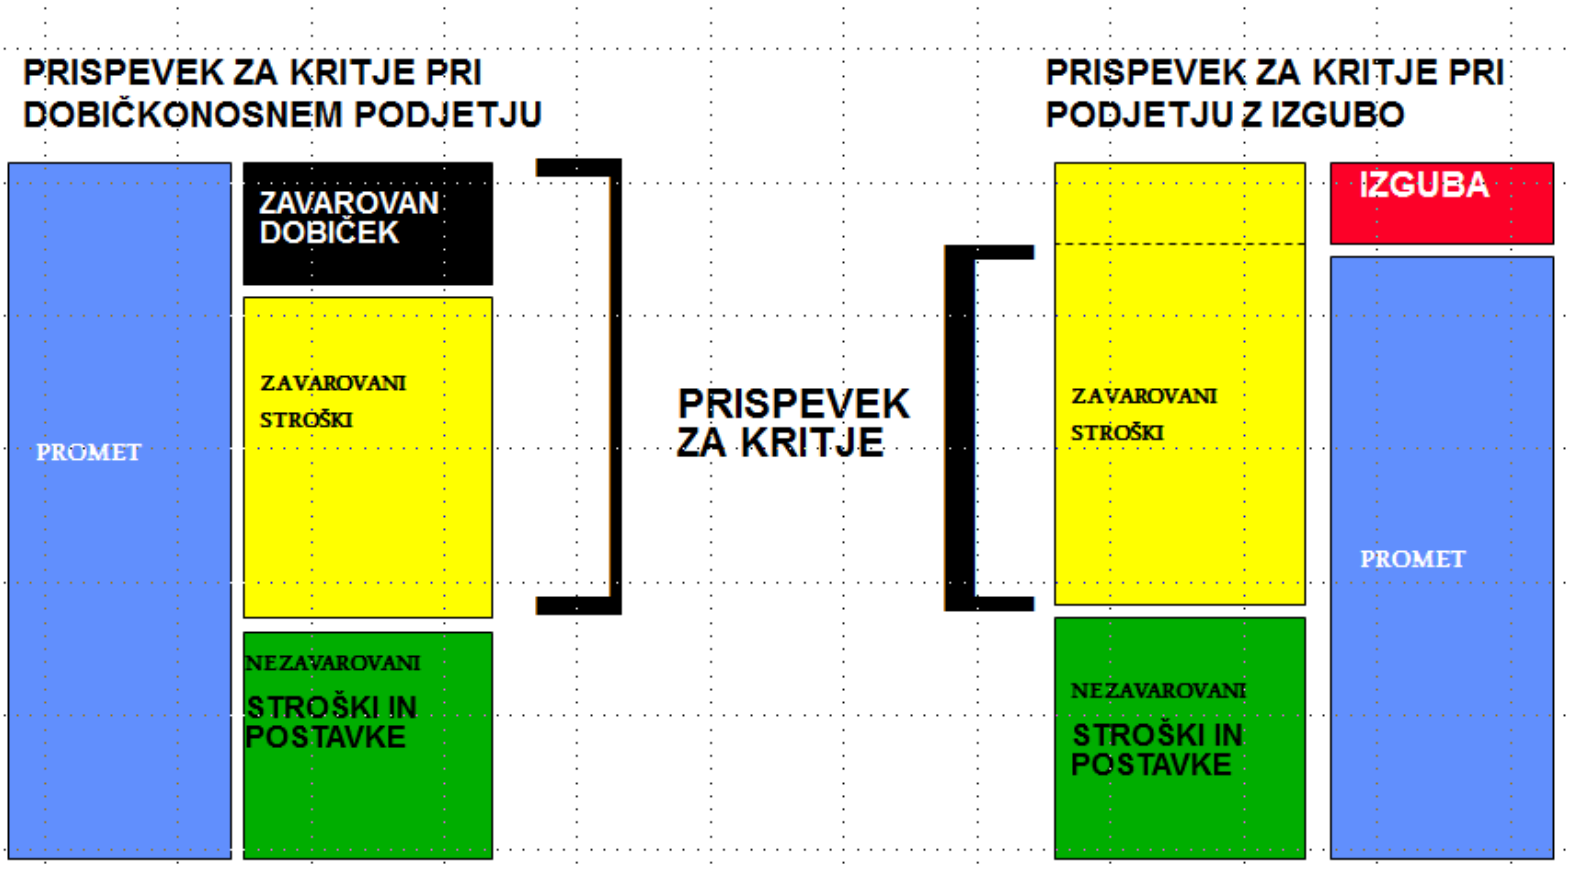 PRISPEVEK ZA KRITJE PRI
DOBIČKONOSNEM PODJETJU
PROMET
ZAVAROVAN
DOBIČEK
ZAVAROVANI
STROŠKI
NEZAVAROVANI
STROŠKI IN
POSTAVKE
PRISPEVEK
ZA KRITJE
PRISPEVEK ZA KRITJE PRI
PODJETJU Z IZGUBO
ZAVAROVANI
STROŠKI
NEZAVAROVANI
STROŠKI IN
POSTAVKE
IZGUBA
PROMET